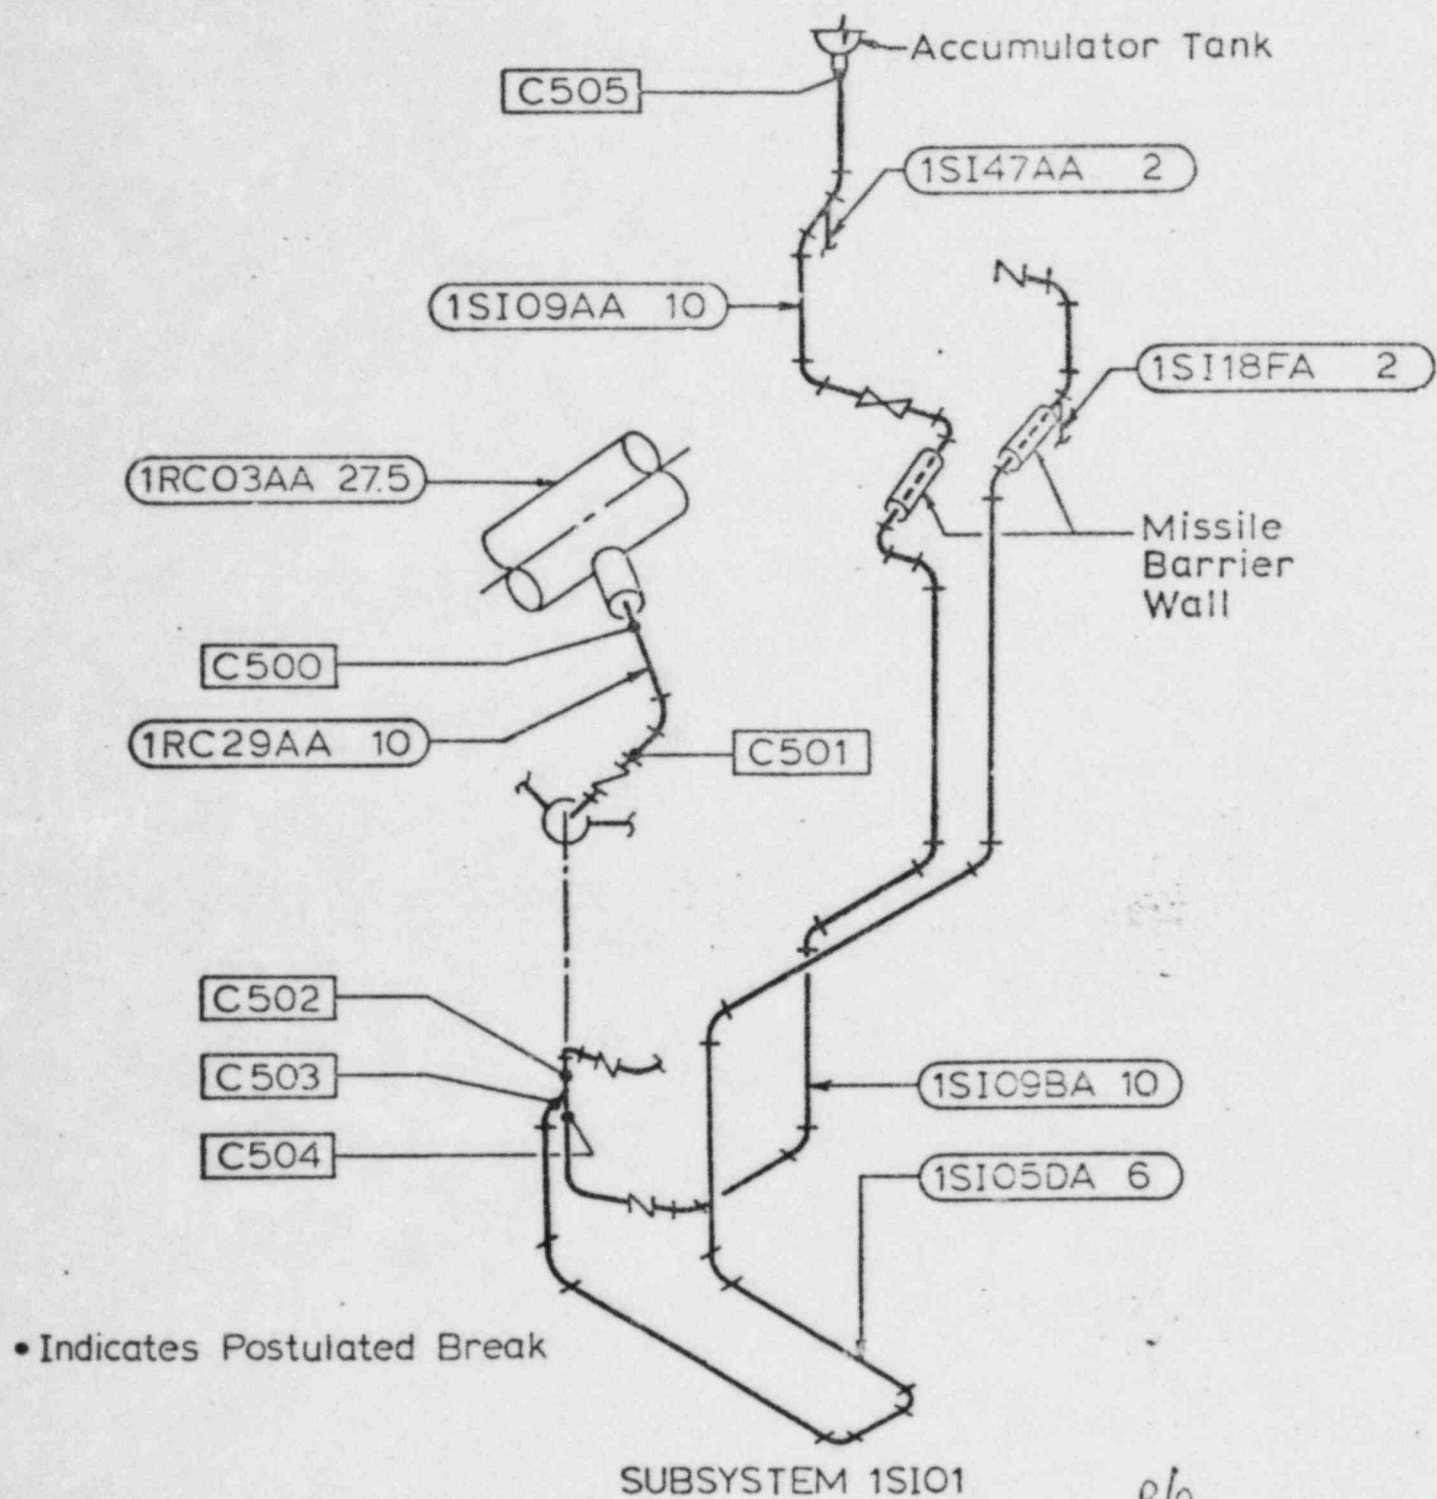 Accumulator Tank
C505
1SI47AA 2
1SI09AA 10
1SI18FA 2
1RC03AA 27.5
Missile
Barrier
Wall
C500
1RC29AA 10
C501
C502
C503
1SI09BA 10
C504
1SI05DA 6
• Indicates Postulated Break
SUBSYSTEM 1SI01